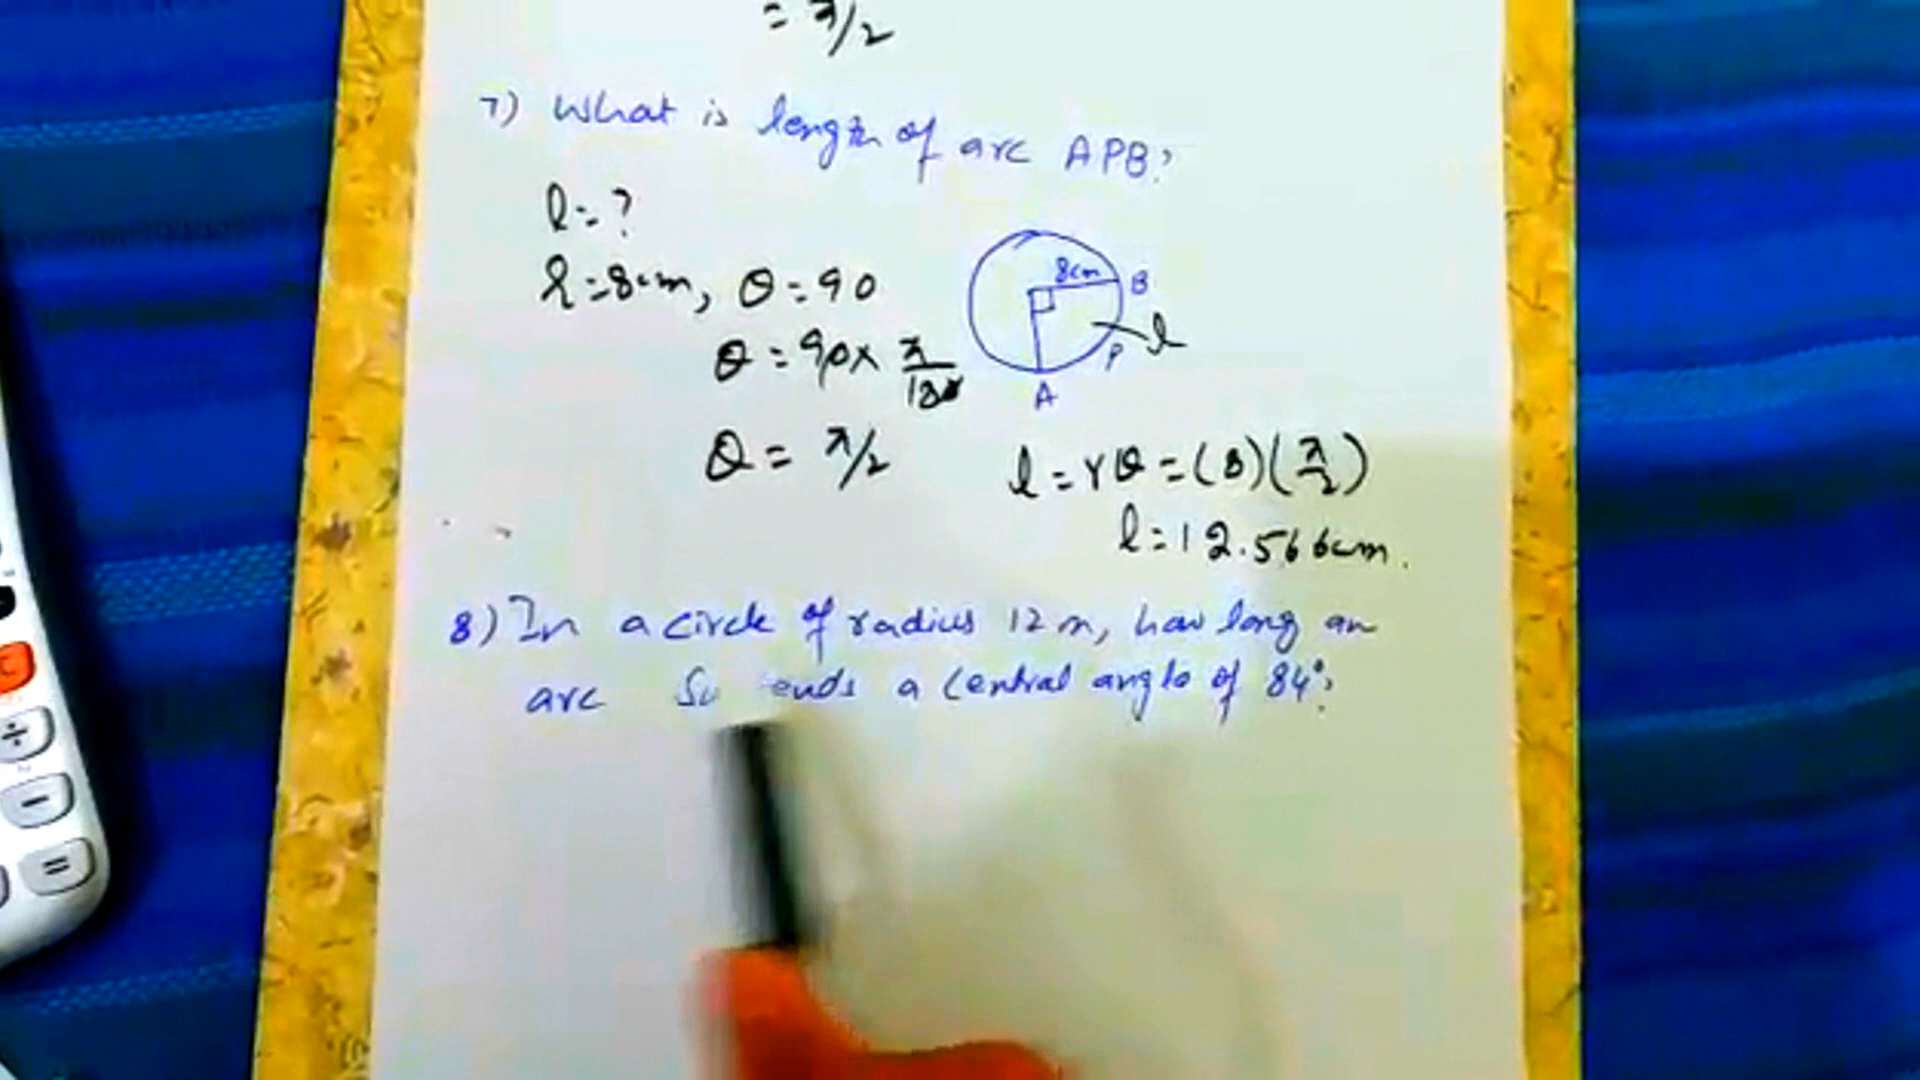 = π/2
7) What is length of arc APB?
l = ?
r = 8cm, θ = 90
θ = 90 x π/180
θ = π/2
8cm
B
l
P
A
l = rθ = (8)(π/2)
l = 12.566cm.
8) In a circle of radius 12 m, how long an
arc a central angle of 84°?
C
÷
−
=